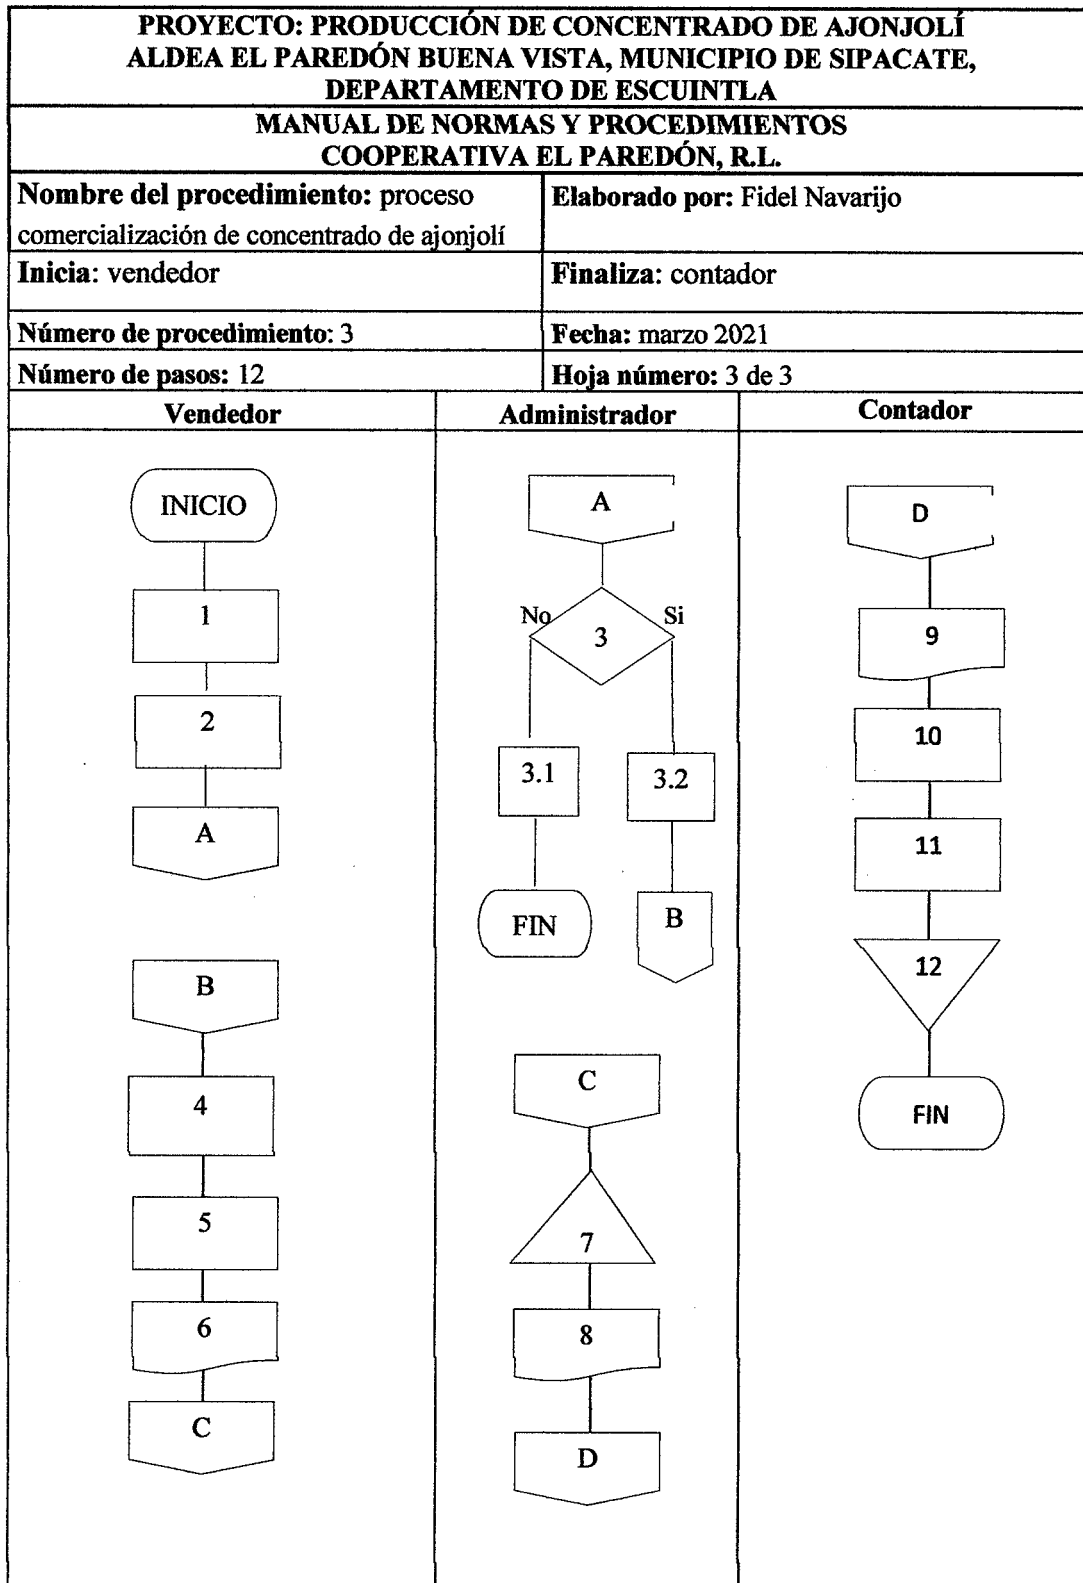 PROYECTO: PRODUCCIÓN DE CONCENTRADO DE AJONJOLÍ
ALDEA EL PAREDÓN BUENA VISTA, MUNICIPIO DE SIPACATE,
DEPARTAMENTO DE ESCUINTLA
MANUAL DE NORMAS Y PROCEDIMIENTOS
COOPERATIVA EL PAREDÓN, R.L.
Nombre del procedimiento: proceso
comercialización de concentrado de ajonjolí
Elaborado por: Fidel Navarijo
Inicia: vendedor
Finaliza: contador
Número de procedimiento: 3
Fecha: marzo 2021
Número de pasos: 12
Hoja número: 3 de 3
Vendedor
Administrador
Contador
INICIO
1
2
A
B
4
5
6
C
A
No
Si
3
3.1
3.2
FIN
B
C
7
8
D
D
9
10
11
12
FIN